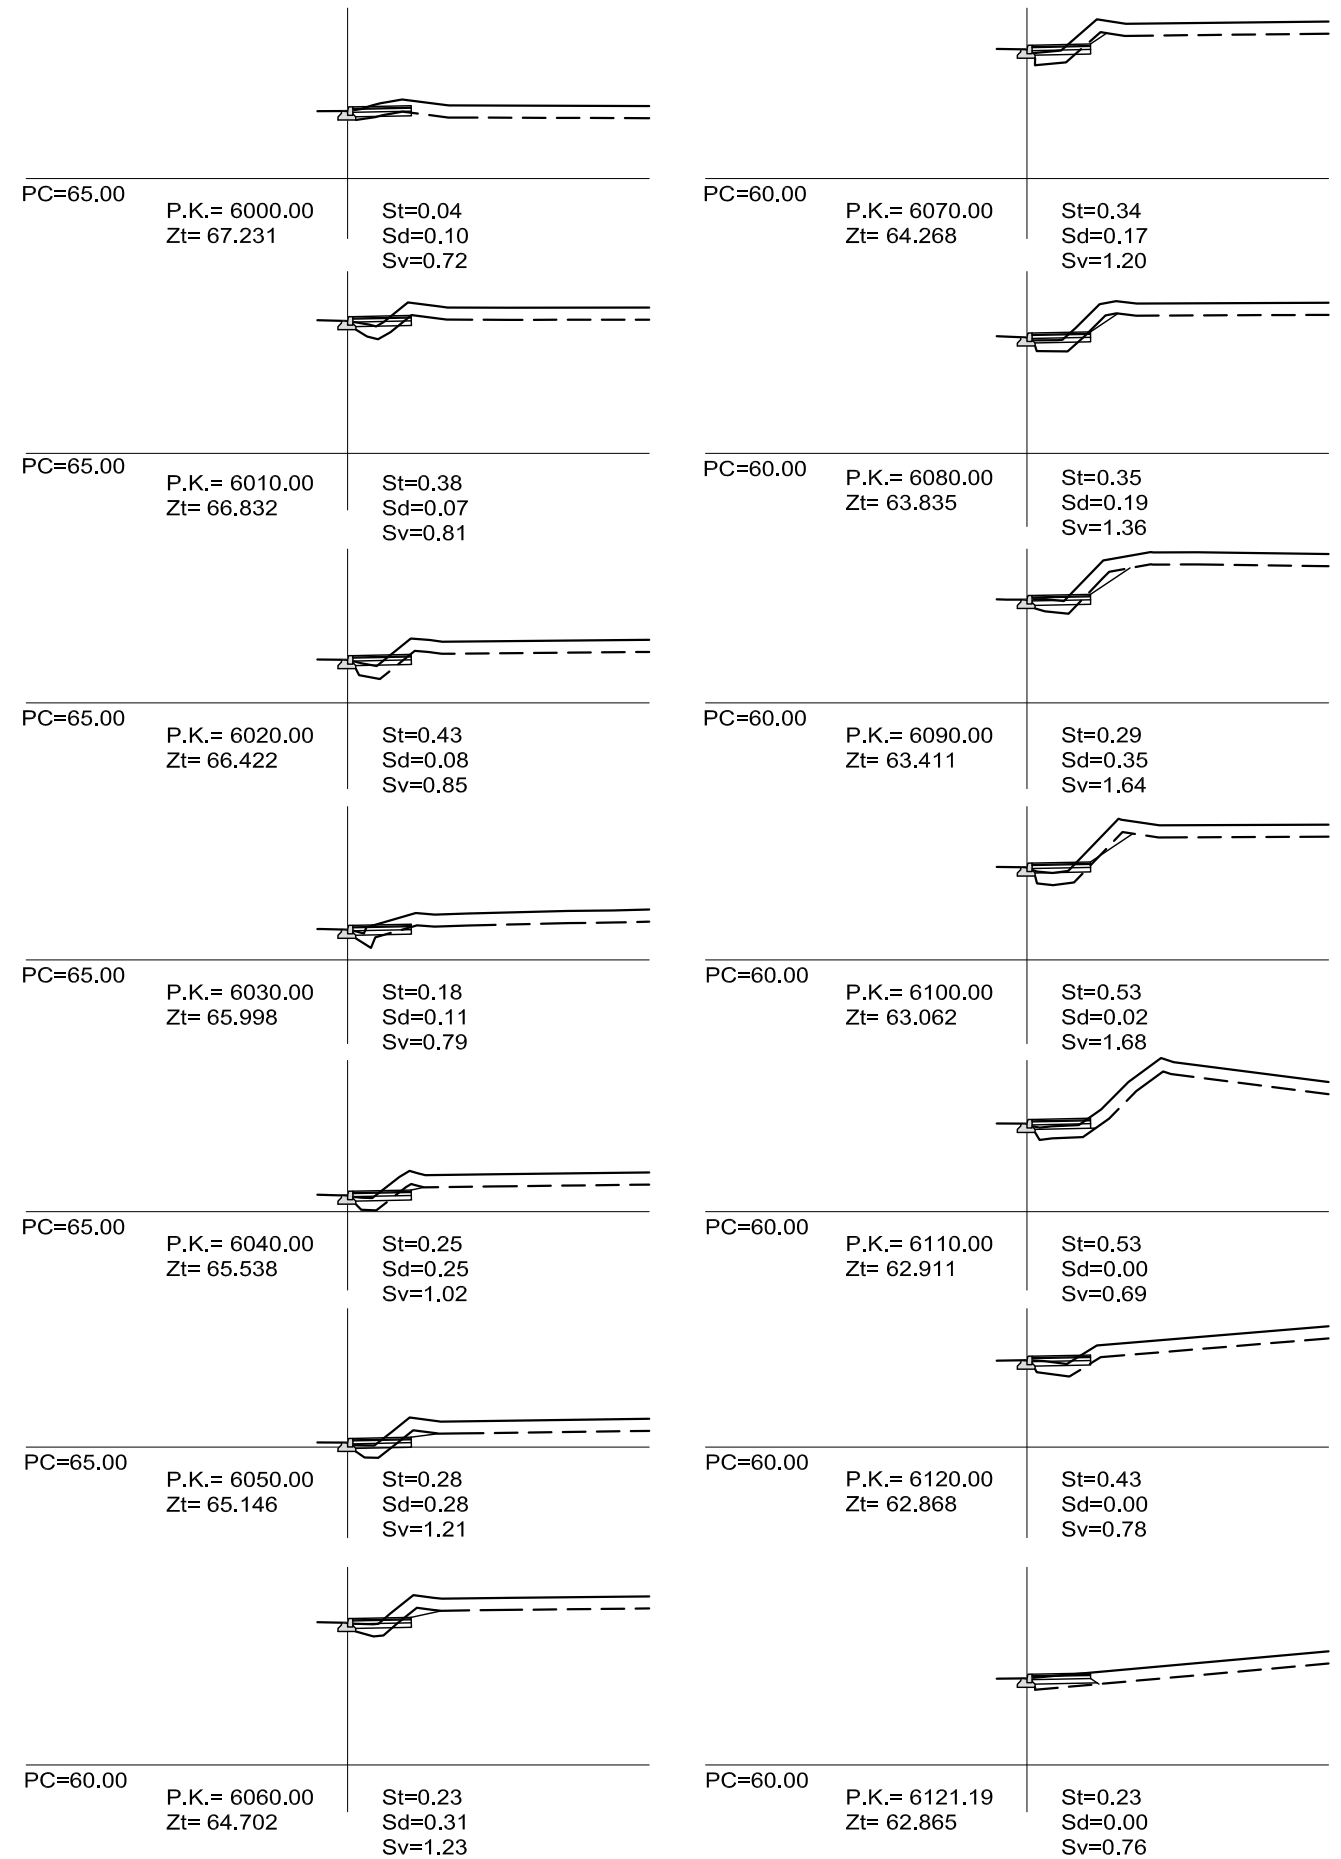 PC=65.00
P.K.= 6000.00
Zt= 67.231
St=0.04
Sd=0.10
Sv=0.72
PC=65.00
P.K.= 6010.00
Zt= 66.832
St=0.38
Sd=0.07
Sv=0.81
PC=65.00
P.K.= 6020.00
Zt= 66.422
St=0.43
Sd=0.08
Sv=0.85
PC=65.00
P.K.= 6030.00
Zt= 65.998
St=0.18
Sd=0.11
Sv=0.79
PC=65.00
P.K.= 6040.00
Zt= 65.538
St=0.25
Sd=0.25
Sv=1.02
PC=65.00
P.K.= 6050.00
Zt= 65.146
St=0.28
Sd=0.28
Sv=1.21
PC=60.00
P.K.= 6060.00
Zt= 64.702
St=0.23
Sd=0.31
Sv=1.23
PC=60.00
P.K.= 6070.00
Zt= 64.268
St=0.34
Sd=0.17
Sv=1.20
PC=60.00
P.K.= 6080.00
Zt= 63.835
St=0.35
Sd=0.19
Sv=1.36
PC=60.00
P.K.= 6090.00
Zt= 63.411
St=0.29
Sd=0.35
Sv=1.64
PC=60.00
P.K.= 6100.00
Zt= 63.062
St=0.53
Sd=0.02
Sv=1.68
PC=60.00
P.K.= 6110.00
Zt= 62.911
St=0.53
Sd=0.00
Sv=0.69
PC=60.00
P.K.= 6120.00
Zt= 62.868
St=0.43
Sd=0.00
Sv=0.78
PC=60.00
P.K.= 6121.19
Zt= 62.865
St=0.23
Sd=0.00
Sv=0.76